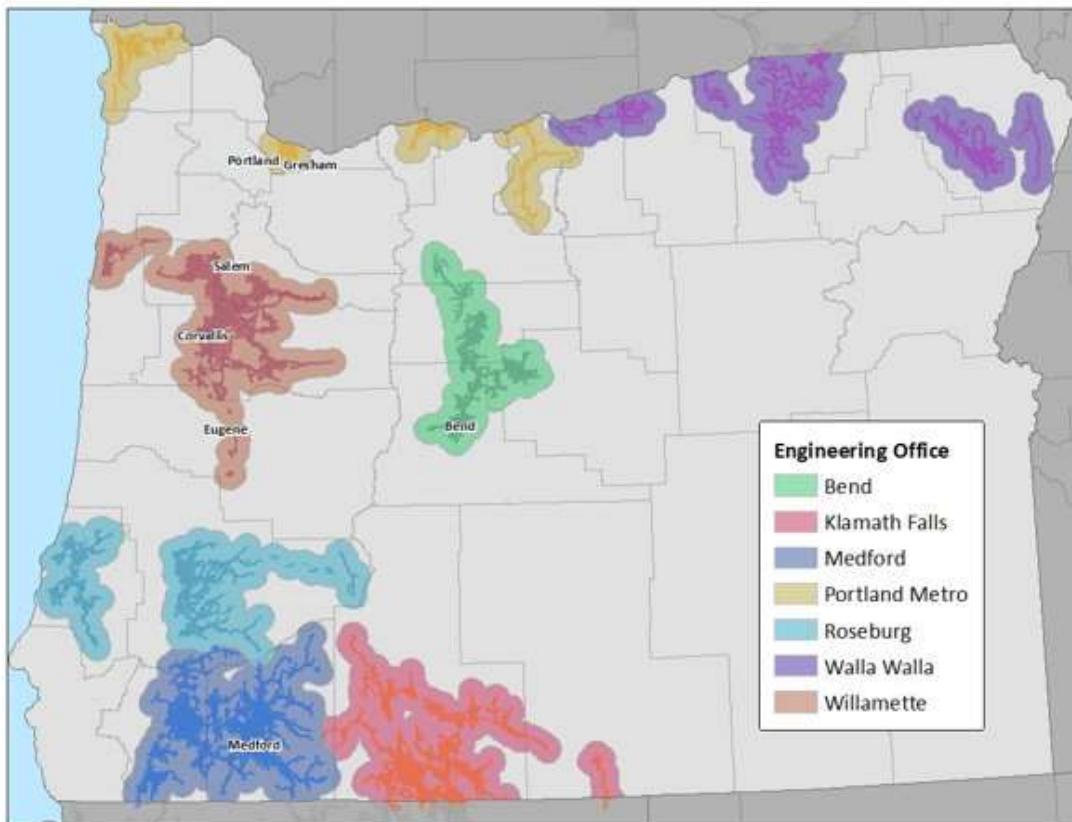 Portland
Gresham
Salem
Corvallis
Eugene
Bend
Medford
Engineering Office
Bend
Klamath Falls
Medford
Portland Metro
Roseburg
Walla Walla
Willamette